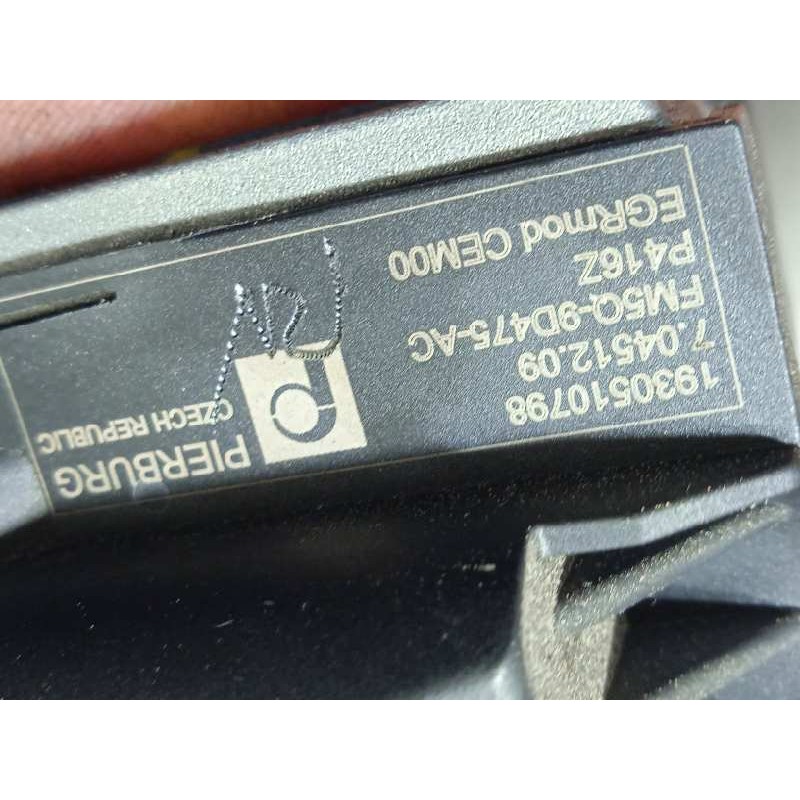 PIERBURG
CZECH REPUBLIC
1930510798
7.04512.09
FM5Q-9D475-AC
P416Z
EGRmod CEM00